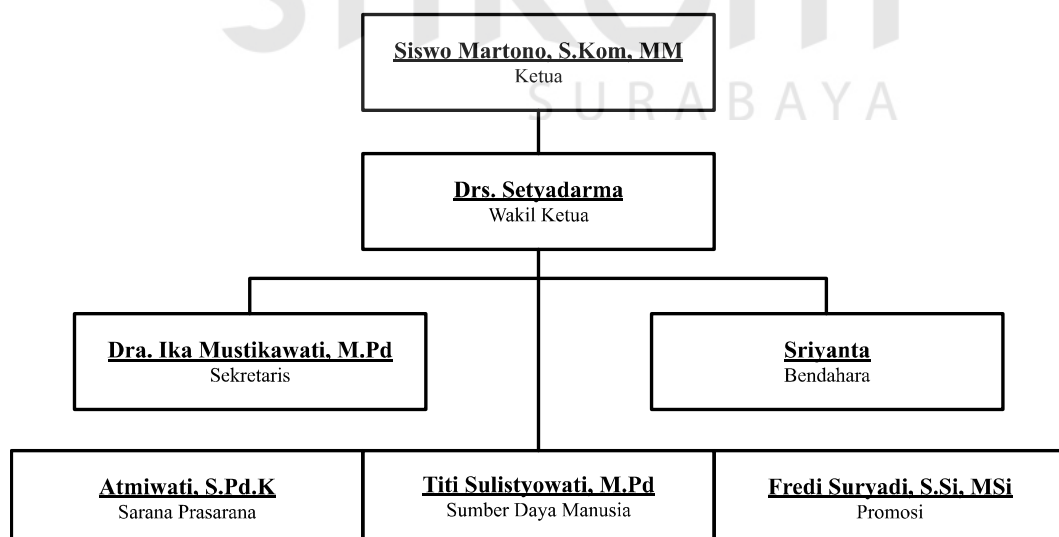 SURABAYA
Siswo Martono, S.Kom, MM
Ketua
Drs. Setyadarma
Wakil Ketua
Dra. Ika Mustikawati, M.Pd
Sekretaris
Sriyanta
Bendahara
Atmiwati, S.Pd.K
Sarana Prasarana
Titi Sulistyowati, M.Pd
Sumber Daya Manusia
Fredi Suryadi, S.Si, MSi
Promosi